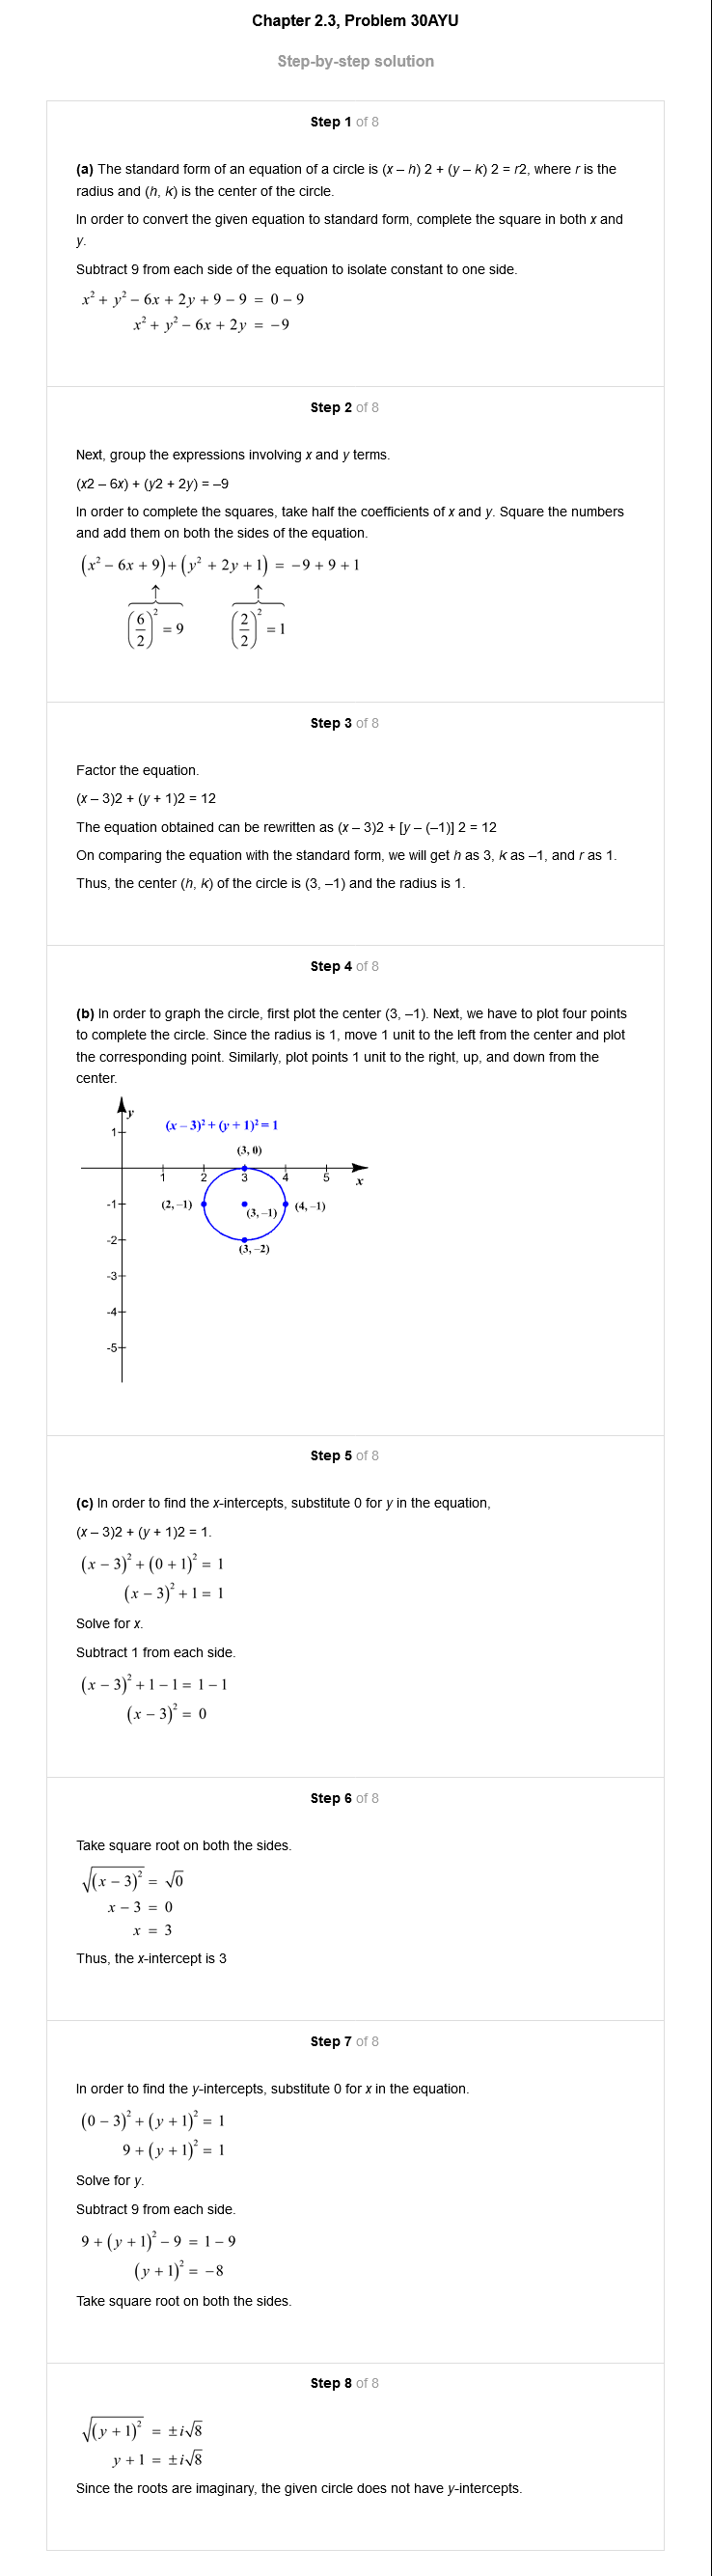 Chapter 2.3, Problem 30AYU
Step-by-step solution
Step 1 of 8
(a) The standard form of an equation of a circle is (x – h) 2 + (y – k) 2 = r2, where r is the
radius and (h, k) is the center of the circle.
In order to convert the given equation to standard form, complete the square in both x and
y.
Subtract 9 from each side of the equation to isolate constant to one side.
x² + y² − 6x + 2y + 9 − 9 = 0 − 9
x² + y² − 6x + 2y = −9
Step 2 of 8
Next, group the expressions involving x and y terms.
(x2 – 6x) + (y2 + 2y) = –9
In order to complete the squares, take half the coefficients of x and y. Square the numbers
and add them on both the sides of the equation.
(x² − 6x + 9) + (y² + 2y + 1) = −9 + 9 + 1
↑ ↑
(6/2)² = 9 (2/2)² = 1
Step 3 of 8
Factor the equation.
(x – 3)2 + (y + 1)2 = 12
The equation obtained can be rewritten as (x – 3)2 + [y – (–1)] 2 = 12
On comparing the equation with the standard form, we will get h as 3, k as –1, and r as 1.
Thus, the center (h, k) of the circle is (3, –1) and the radius is 1.
Step 4 of 8
(b) In order to graph the circle, first plot the center (3, –1). Next, we have to plot four points
to complete the circle. Since the radius is 1, move 1 unit to the left from the center and plot
the corresponding point. Similarly, plot points 1 unit to the right, up, and down from the
center.
y
(x − 3)² + (y + 1)² = 1
1
(3, 0)
1 2 3 4 5
x
-1
(2, −1)
(3, −1)
(4, −1)
-2
(3, −2)
-3
-4
-5
Step 5 of 8
(c) In order to find the x-intercepts, substitute 0 for y in the equation,
(x – 3)2 + (y + 1)2 = 1.
(x − 3)² + (0 + 1)² = 1
(x − 3)² + 1 = 1
Solve for x.
Subtract 1 from each side.
(x − 3)² + 1 − 1 = 1 − 1
(x − 3)² = 0
Step 6 of 8
Take square root on both the sides.
√(x − 3)² = √0
x − 3 = 0
x = 3
Thus, the x-intercept is 3
Step 7 of 8
In order to find the y-intercepts, substitute 0 for x in the equation.
(0 − 3)² + (y + 1)² = 1
9 + (y + 1)² = 1
Solve for y.
Subtract 9 from each side.
9 + (y + 1)² − 9 = 1 − 9
(y + 1)² = −8
Take square root on both the sides.
Step 8 of 8
√(y + 1)² = ±i√8
y + 1 = ±i√8
Since the roots are imaginary, the given circle does not have y-intercepts.